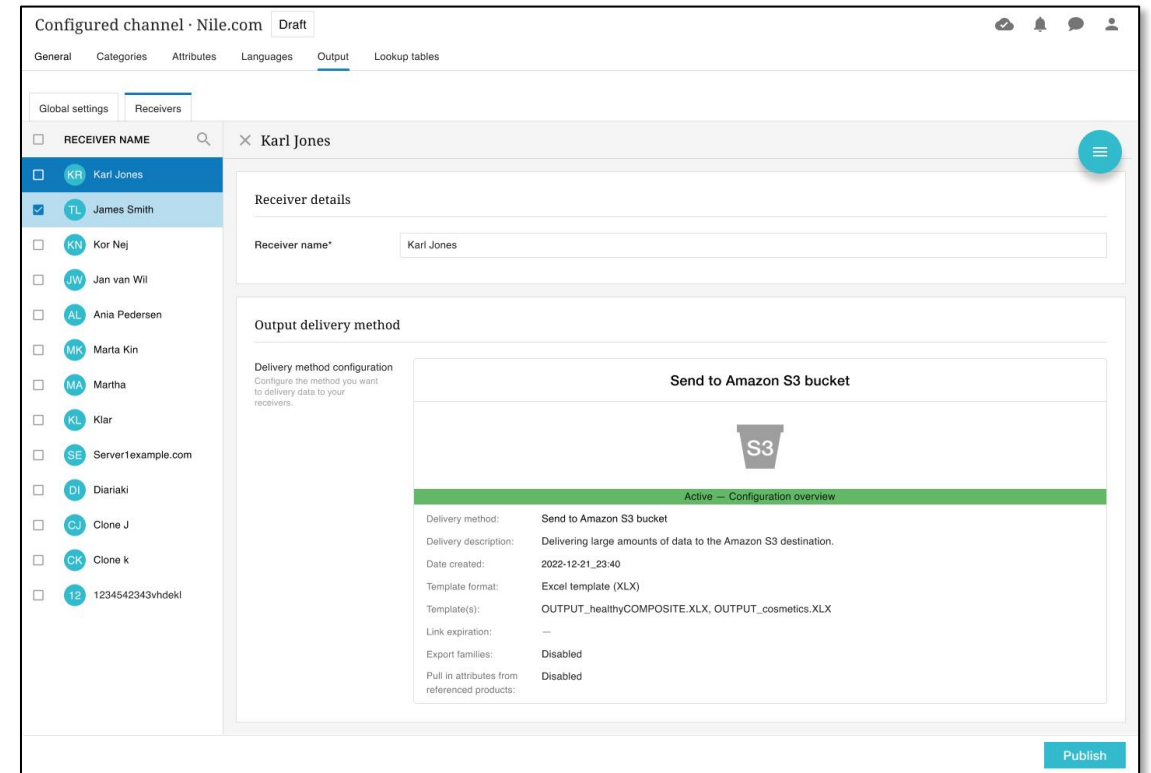 Configured channel · Nile.com Draft
General Categories Attributes Languages Output Lookup tables
Global settings Receivers
RECEIVER NAME
Karl Jones
KR Karl Jones
TL James Smith
KN Kor Nej
JW Jan van Wil
AL Ania Pedersen
MK Marta Kin
MA Martha
KL Klar
SE Server1example.com
DI Diariaki
CJ Clone J
CK Clone k
12 1234542343vhdekl
Receiver details
Receiver name* Karl Jones
Output delivery method
Delivery method configuration
Configure the method you want
to delivery data to your
receivers.
Send to Amazon S3 bucket
S3
Active — Configuration overview
Delivery method: Send to Amazon S3 bucket
Delivery description: Delivering large amounts of data to the Amazon S3 destination.
Date created: 2022-12-21_23:40
Template format: Excel template (XLX)
Template(s): OUTPUT_healthyCOMPOSITE.XLX, OUTPUT_cosmetics.XLX
Link expiration: —
Export families: Disabled
Pull in attributes from Disabled
referenced products:
Publish